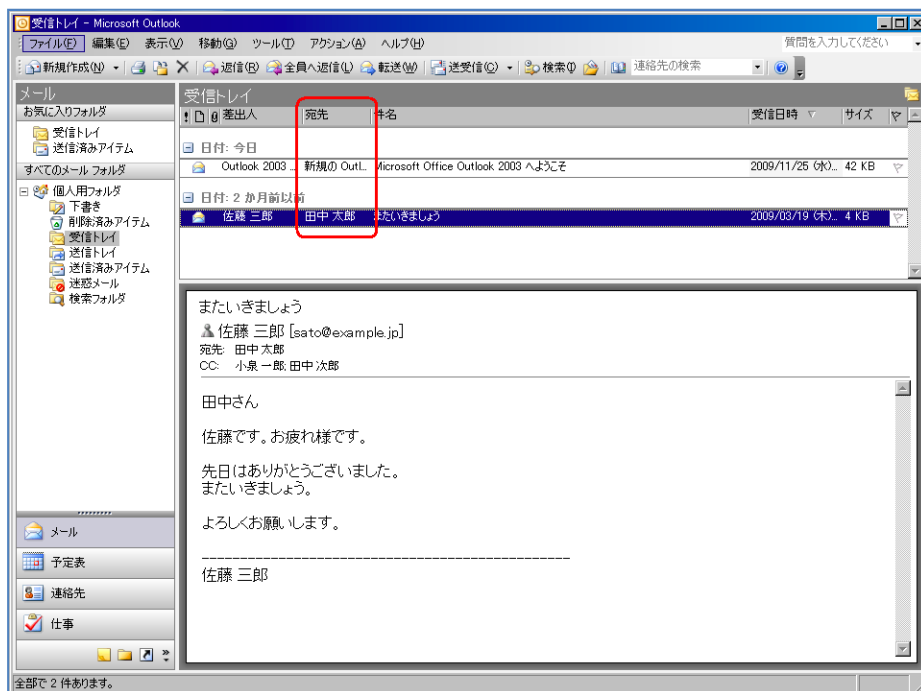 受信トレイ - Microsoft Outlook
ファイル(F) 編集(E) 表示(V) 移動(G) ツール(T) アクション(A) ヘルプ(H) 質問を入力してください
新規作成(N) 返信(R) 全員へ返信(L) 転送(W) 送受信(C) 検索(I) 連絡先の検索
メール
お気に入りフォルダ
受信トレイ
送信済みアイテム
すべてのメール フォルダ
個人用フォルダ
下書き
削除済みアイテム
受信トレイ
送信トレイ
送信済みアイテム
迷惑メール
検索フォルダ
メール
予定表
連絡先
仕事
受信トレイ
差出人 宛先 件名 受信日時 サイズ
日付: 今日
Outlook 2003 ... 新規の Outl... Microsoft Office Outlook 2003 へようこそ 2009/11/25 (水)... 42 KB
日付: 2 か月前以前
佐藤 三郎 田中 太郎 またいきましょう 2009/03/19 (木)... 4 KB
またいきましょう
佐藤 三郎 [sato@example.jp]
宛先: 田中 太郎
CC: 小泉 一郎; 田中 次郎
田中さん
佐藤です。お疲れ様です。
先日はありがとうございました。
またいきましょう。
よろしくお願いします。
------------------------------------------------
佐藤 三郎
全部で 2 件あります。